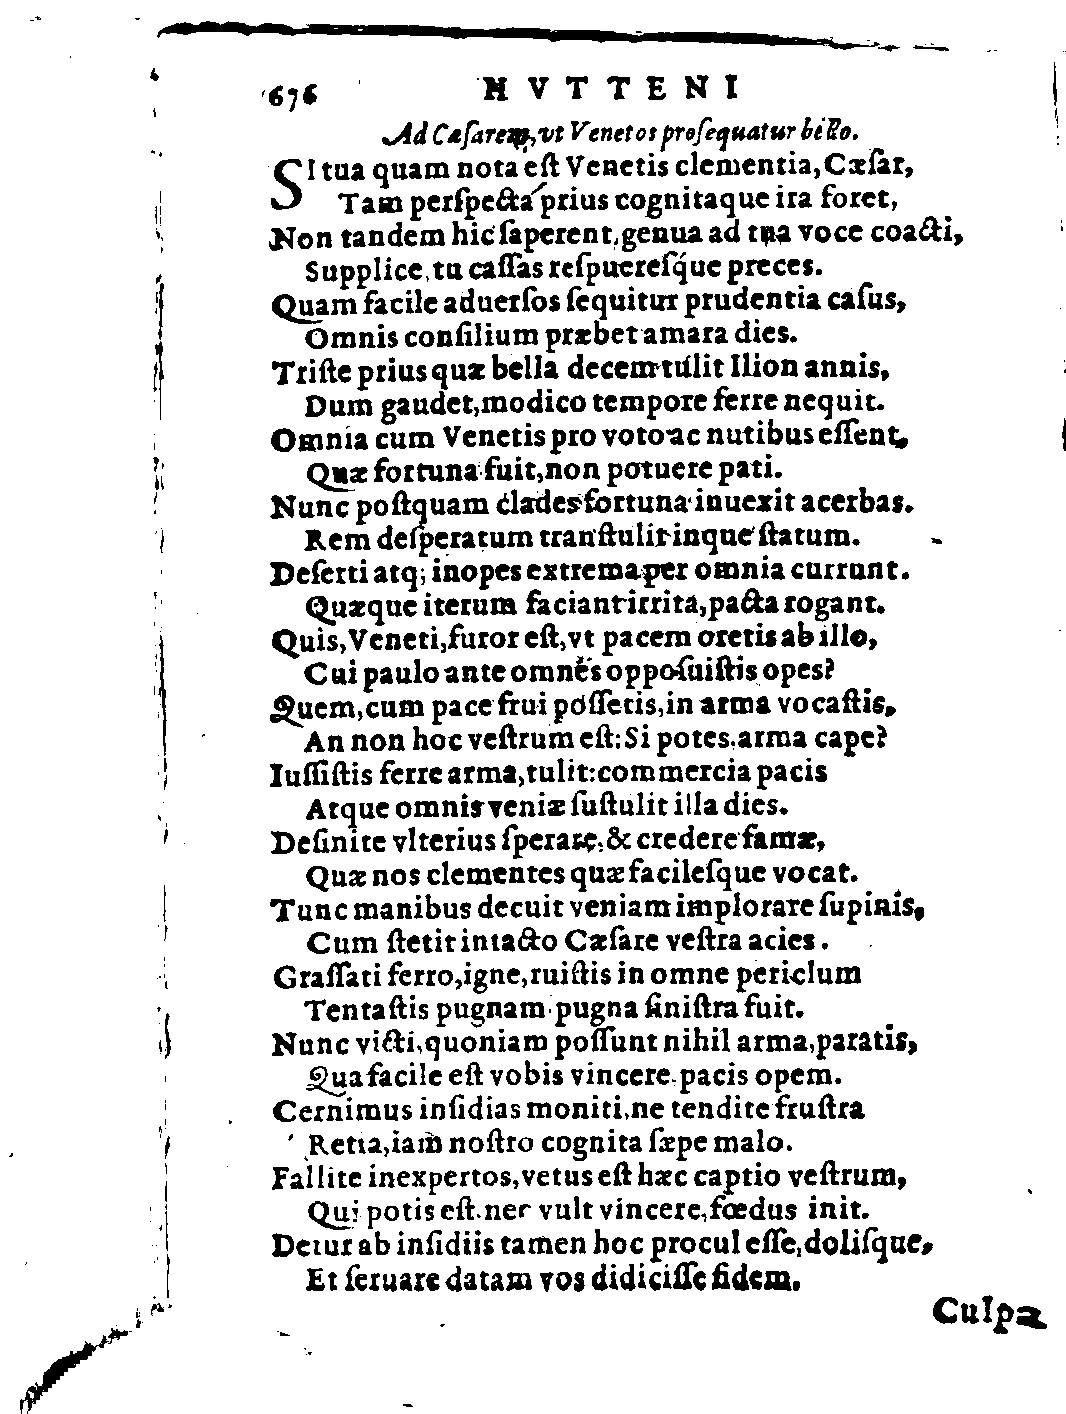 676 HVTTENI
Ad Cæſarem, vt Venetos proſequatur bello.
SI tua quam nota eſt Venetis clementia, Cæſar,
Tam perſpecta prius cognitaque ira foret,
Non tandem hic ſaperent, genua ad tua voce coacti,
Supplice, tu caſſas reſpuereſq́ue preces.
Quam facile aduerſos ſequitur prudentia caſus,
Omnis conſilium præbet amara dies.
Triſte prius quæ bella decem tulit Ilion annis,
Dum gaudet, modico tempore ferre nequit.
Omnia cum Venetis pro voto ac nutibus eſſent,
Quæ fortuna fuit, non potuere pati.
Nunc poſtquam clades fortuna inuexit acerbas.
Rem deſperatum tranſtulit inque ſtatum.
Deſerti atq; inopes extrema per omnia currunt.
Quæque iterum faciant irrita, pacta rogant.
Quis, Veneti, furor eſt, vt pacem oretis ab illo,
Cui paulo ante omnes oppoſuiſtis opes?
Quem, cum pace frui poſſetis, in arma vocaſtis,
An non hoc veſtrum eſt: Si potes, arma cape?
Iuſſiſtis ferre arma, tulit: commercia pacis
Atque omnis veniæ ſuſtulit illa dies.
Deſinite vlterius ſperare, & credere famæ,
Quæ nos clementes quæ facileſque vocat.
Tunc manibus decuit veniam implorare ſupinis,
Cum ſtetit intacto Cæſare veſtra acies.
Graſſati ferro, igne, ruiſtis in omne periclum
Tentaſtis pugnam pugna ſiniſtra fuit.
Nunc victi, quoniam poſſunt nihil arma, paratis,
Qua facile eſt vobis vincere, pacis opem.
Cernimus inſidias moniti, ne tendite fruſtra
Retia, iam noſtro cognita ſæpe malo.
Fallite inexpertos, vetus eſt hæc captio veſtrum,
Qui potis eſt, nec vult vincere, fœdus init.
Detur ab inſidiis tamen hoc procul eſſe, doliſque,
Et ſeruare datam vos didiciſſe fidem.
Culpa